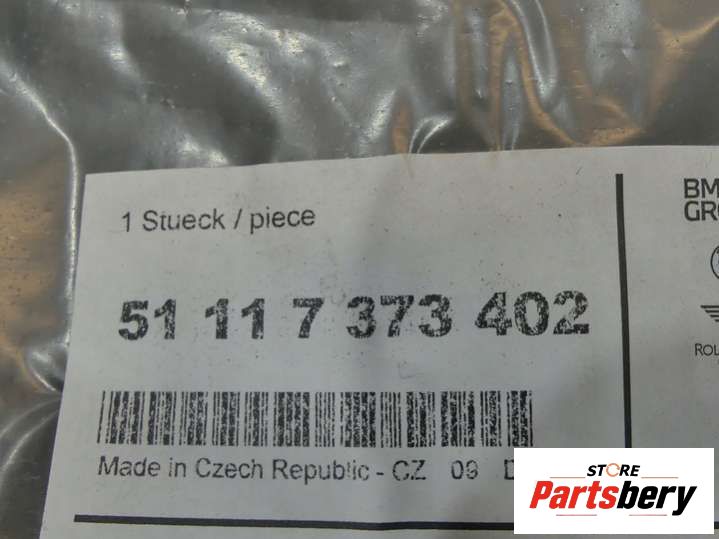 1 Stueck / piece
51 11 7 373 402
Made in Czech Republic - CZ 09
STORE
Partsbery